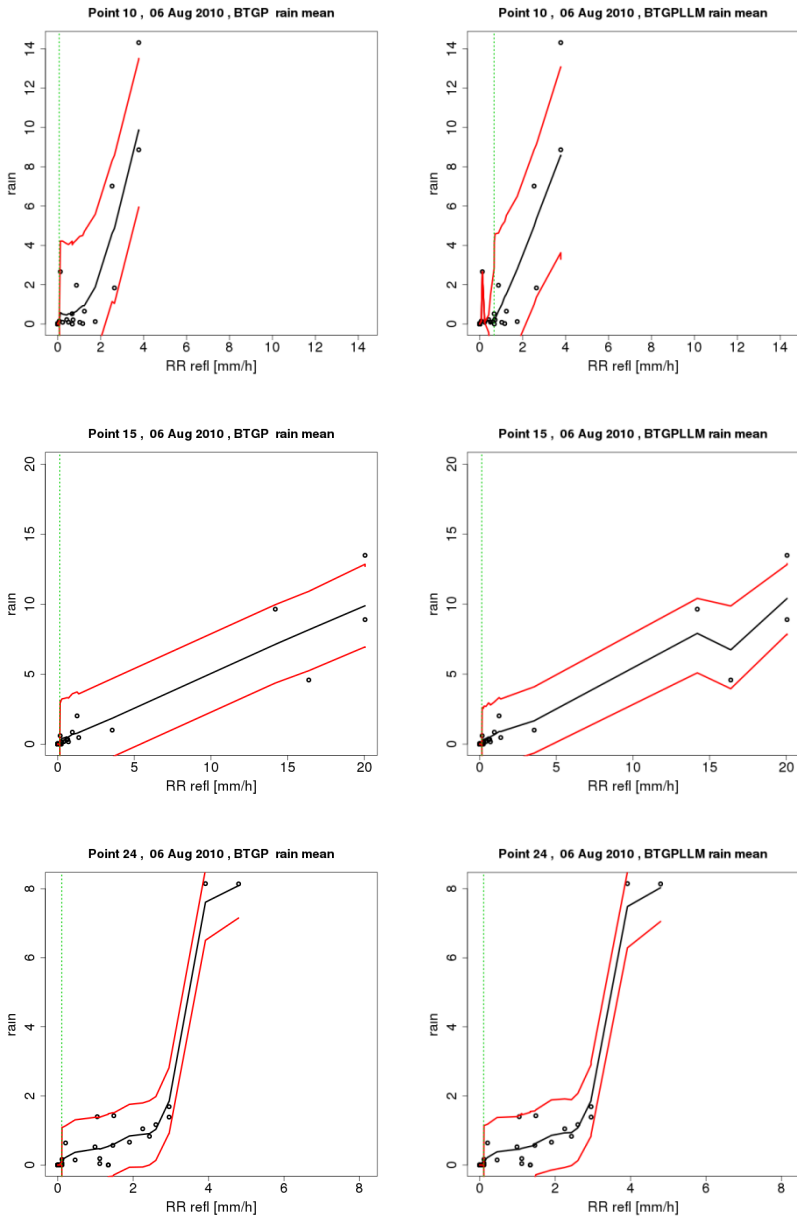 Point 10 , 06 Aug 2010 , BTGP rain mean
rain
14
12
10
8
6
4
2
0
0 2 4 6 8 10 12 14
RR refl [mm/h]
Point 10 , 06 Aug 2010 , BTGPLLM rain mean
rain
14
12
10
8
6
4
2
0
0 2 4 6 8 10 12 14
RR refl [mm/h]
Point 15 , 06 Aug 2010 , BTGP rain mean
rain
20
15
10
5
0
0 5 10 15 20
RR refl [mm/h]
Point 15 , 06 Aug 2010 , BTGPLLM rain mean
rain
20
15
10
5
0
0 5 10 15 20
RR refl [mm/h]
Point 24 , 06 Aug 2010 , BTGP rain mean
rain
8
6
4
2
0
0 2 4 6 8
RR refl [mm/h]
Point 24 , 06 Aug 2010 , BTGPLLM rain mean
rain
8
6
4
2
0
0 2 4 6 8
RR refl [mm/h]